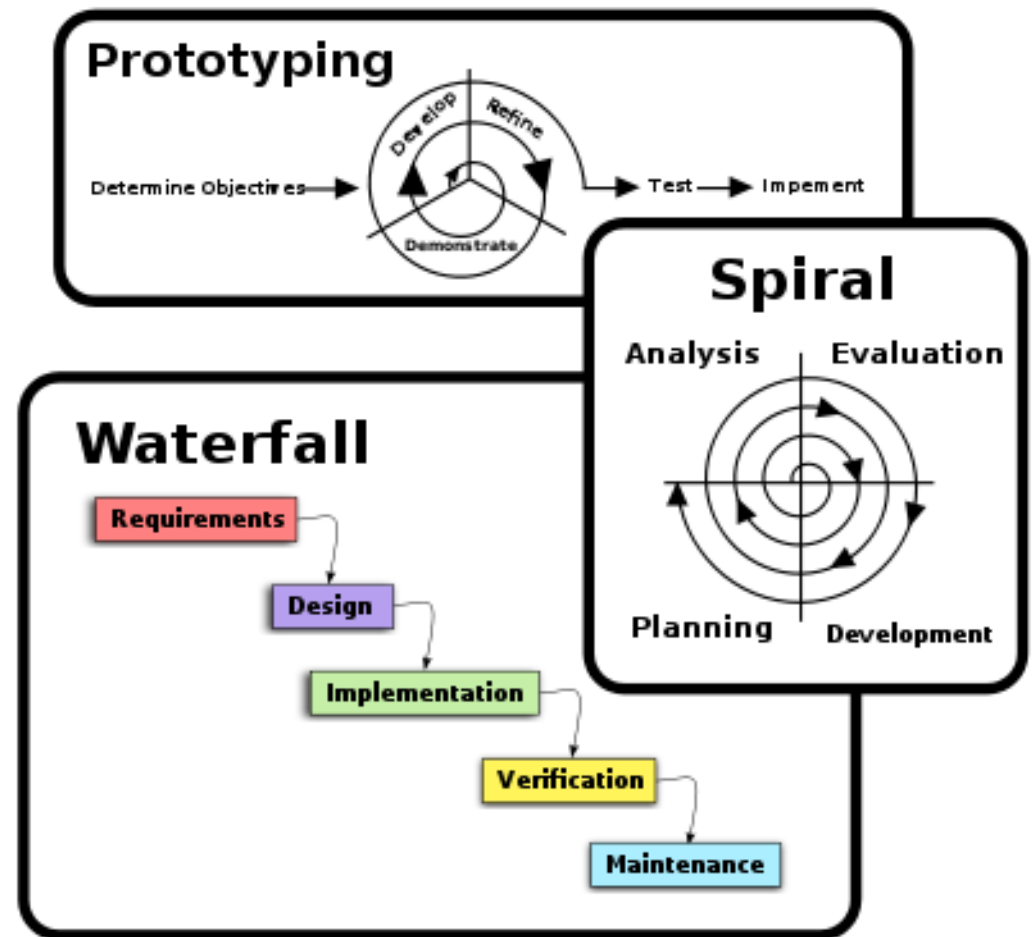 Prototyping
Develop
Refine
Determine Objectives
Test
Impement
Demonstrate
Spiral
Analysis
Evaluation
Planning
Development
Waterfall
Requirements
Design
Implementation
Verification
Maintenance